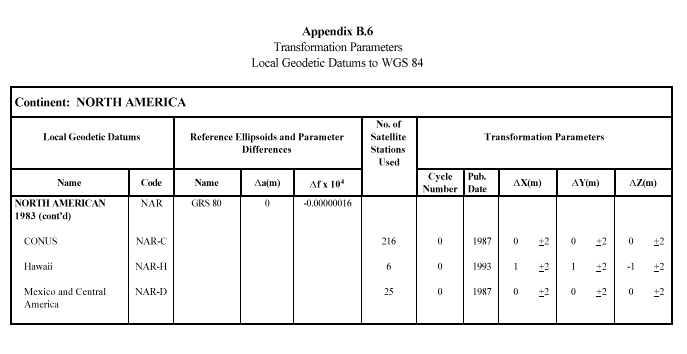 Appendix B.6
Transformation Parameters
Local Geodetic Datums to WGS 84
Continent: NORTH AMERICA
Local Geodetic Datums
Reference Ellipsoids and Parameter
Differences
No. of
Satellite
Stations
Used
Transformation Parameters
Name
Code
Name
Δa(m)
Δf x 10⁴
Cycle
Number
Pub.
Date
ΔX(m)
ΔY(m)
ΔZ(m)
NORTH AMERICAN
1983 (cont'd)
NAR
GRS 80
0
-0.00000016
CONUS NAR-C 216 0 1987 0 ±2 0 ±2 0 ±2
Hawaii NAR-H 6 0 1993 1 ±2 1 ±2 -1 ±2
Mexico and Central NAR-D 25 0 1987 0 ±2 0 ±2 0 ±2
America